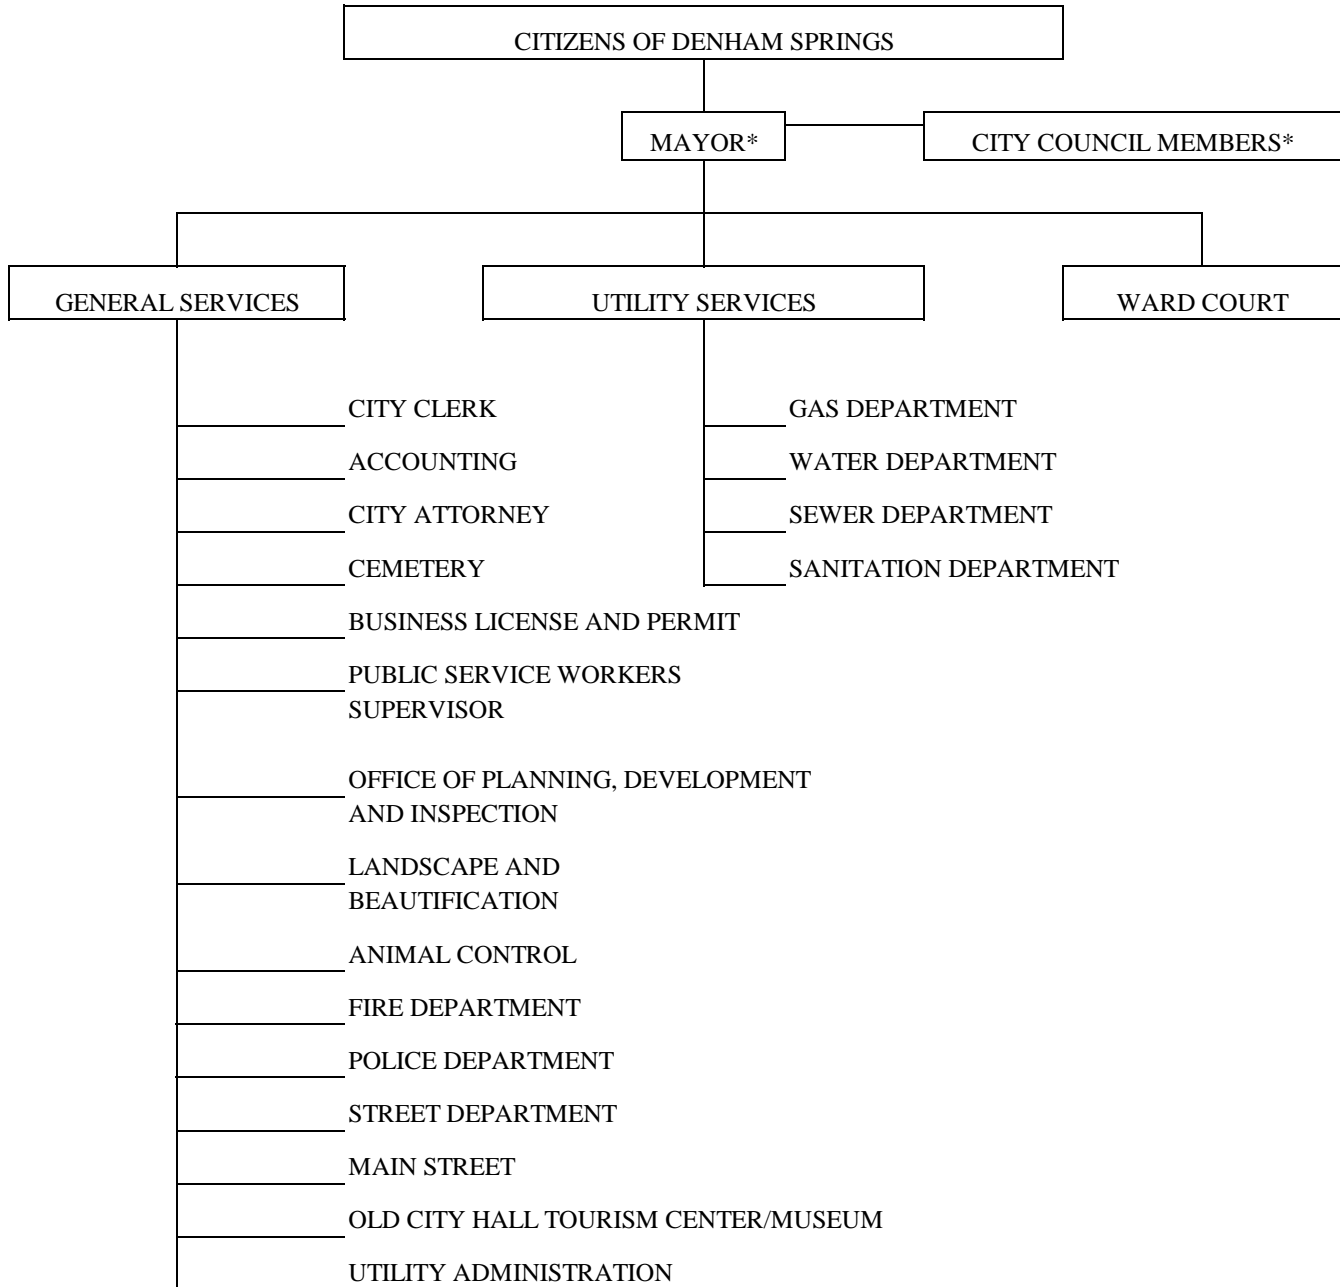 CITIZENS OF DENHAM SPRINGS
MAYOR*
CITY COUNCIL MEMBERS*
GENERAL SERVICES
UTILITY SERVICES
WARD COURT
CITY CLERK
ACCOUNTING
CITY ATTORNEY
CEMETERY
BUSINESS LICENSE AND PERMIT
PUBLIC SERVICE WORKERS
SUPERVISOR
OFFICE OF PLANNING, DEVELOPMENT
AND INSPECTION
LANDSCAPE AND
BEAUTIFICATION
ANIMAL CONTROL
FIRE DEPARTMENT
POLICE DEPARTMENT
STREET DEPARTMENT
MAIN STREET
OLD CITY HALL TOURISM CENTER/MUSEUM
UTILITY ADMINISTRATION
GAS DEPARTMENT
WATER DEPARTMENT
SEWER DEPARTMENT
SANITATION DEPARTMENT